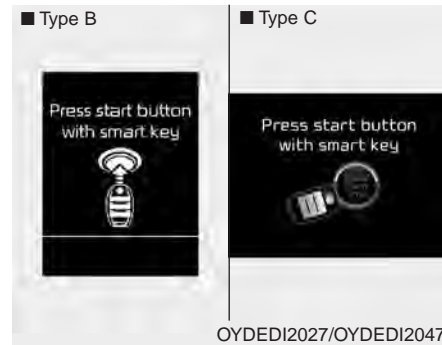 ■ Type B
Press start button
with smart key
■ Type C
Press start button
with smart key
OYDEDI2027/OYDEDI2047